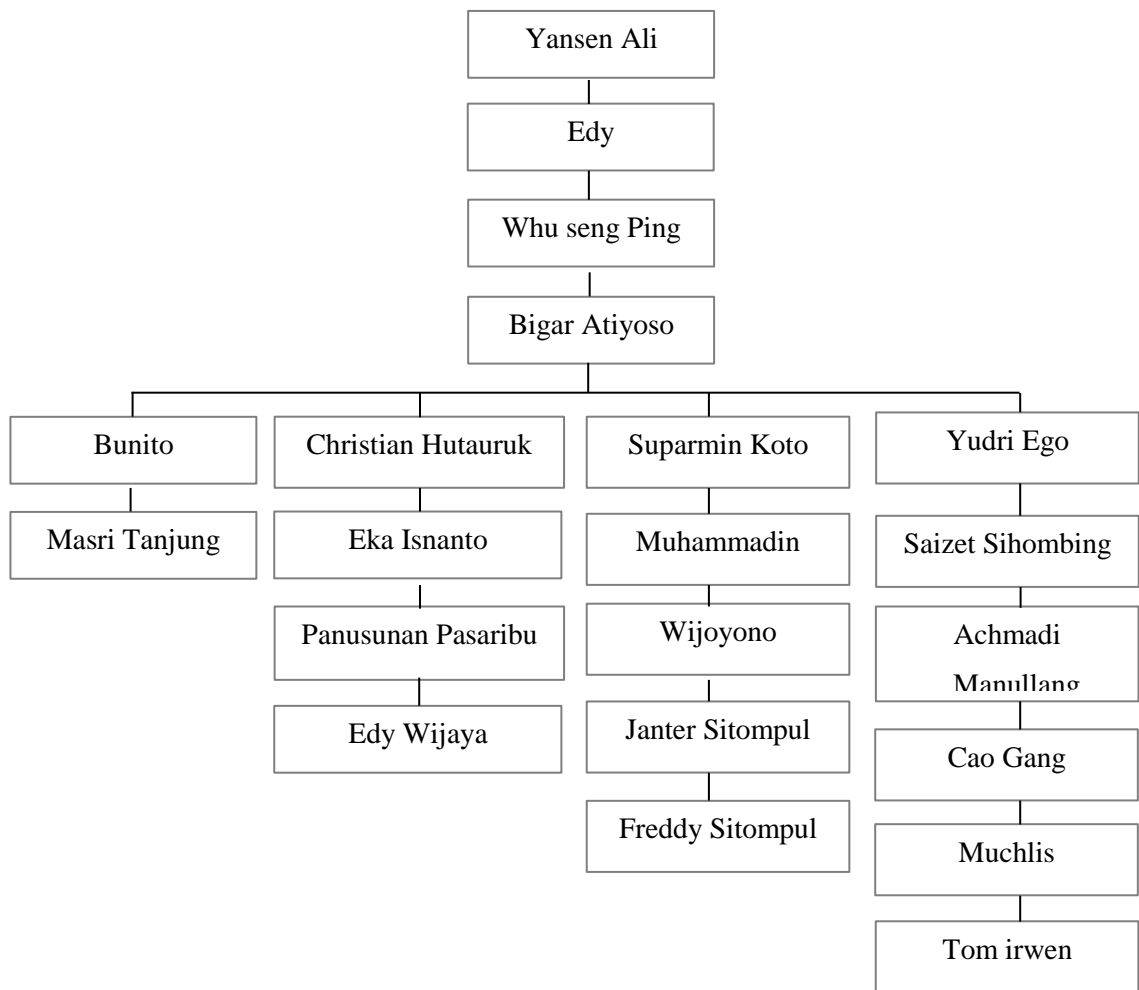 Yansen Ali
Edy
Whu seng Ping
Bigar Atiyoso
Bunito
Christian Hutauruk
Suparmin Koto
Yudri Ego
Masri Tanjung
Eka Isnanto
Muhammadin
Saizet Sihombing
Panusunan Pasaribu
Wijoyono
Achmadi
Manullang
Edy Wijaya
Janter Sitompul
Cao Gang
Freddy Sitompul
Muchlis
Tom irwen